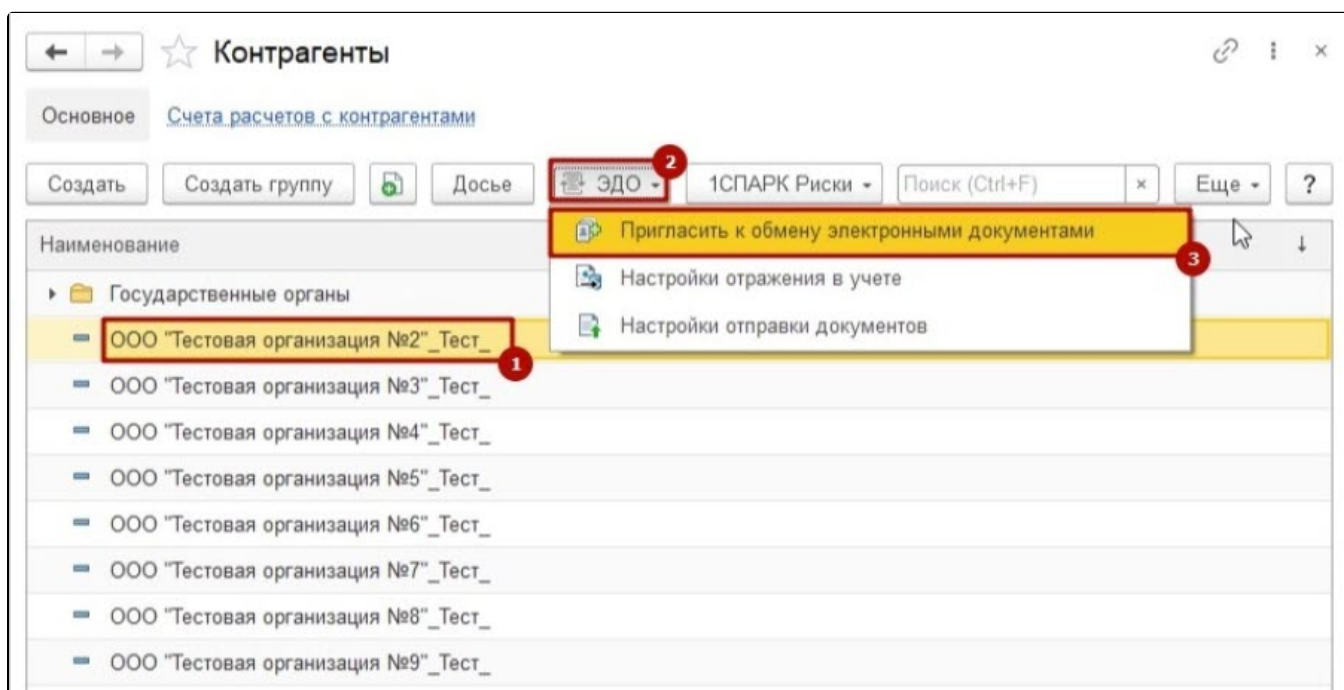 Контрагенты
Основное Счета расчетов с контрагентами
Создать Создать группу Досье ЭДО 2 1СПАРК Риски Поиск (Ctrl+F) × Еще ?
Наименование ↓
Пригласить к обмену электронными документами 3
Настройки отражения в учете
Настройки отправки документов
Государственные органы
ООО "Тестовая организация №2"_Тест_ 1
ООО "Тестовая организация №3"_Тест_
ООО "Тестовая организация №4"_Тест_
ООО "Тестовая организация №5"_Тест_
ООО "Тестовая организация №6"_Тест_
ООО "Тестовая организация №7"_Тест_
ООО "Тестовая организация №8"_Тест_
ООО "Тестовая организация №9"_Тест_